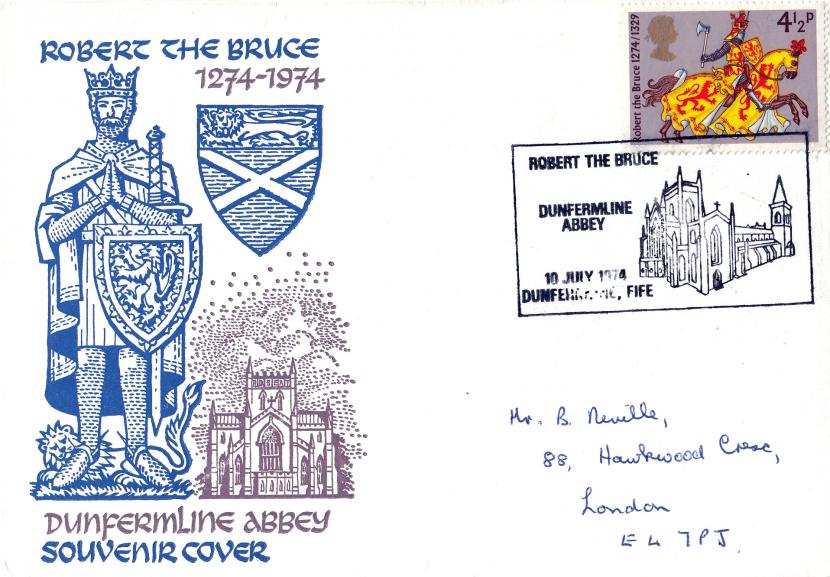 ROBERT THE BRUCE
1274-1974
4½P
Robert the Bruce 1274/1329
ROBERT THE BRUCE
DUNFERMLINE
ABBEY
10 JULY 1974
DUNFERMLINE, FIFE
Mr. B. Neville,
88, Hawkwood Cresc,
London
E4 7PJ.
DUNFERMLINE ABBEY
SOUVENIR COVER